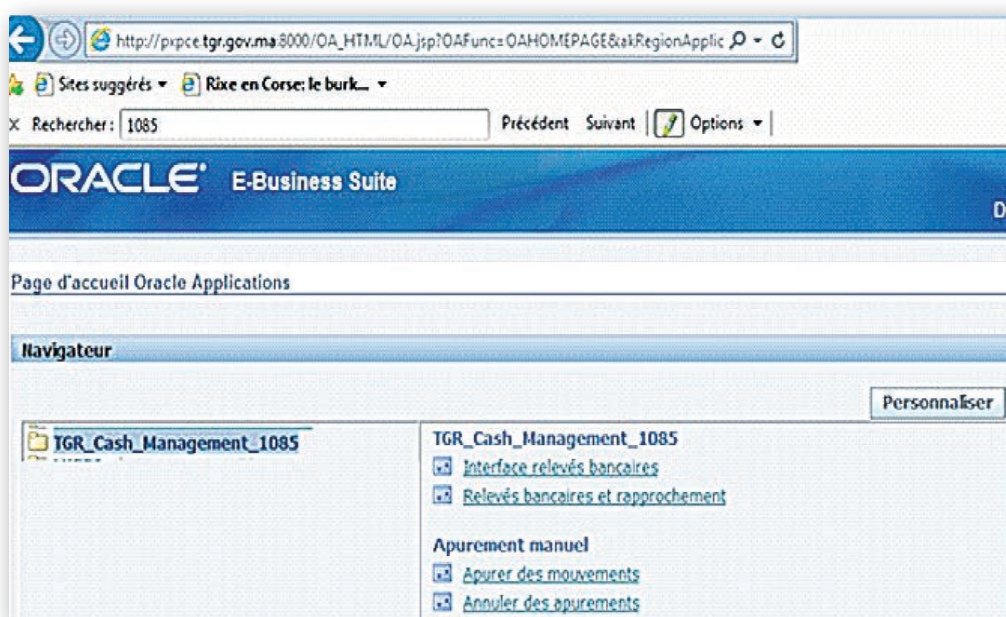 http://pxpce.tgr.gov.ma:8000/OA_HTML/OA.jsp?OAFunc=OAHOMEPAGE&akRegionApplic
Sites suggérés Rixe en Corse: le burk...
X Rechercher: 1085 Précédent Suivant Options
ORACLE® E-Business Suite
D
Page d'accueil Oracle Applications
Navigateur
Personnaliser
TGR_Cash_Management_1085
TGR_Cash_Management_1085
Interface relevés bancaires
Relevés bancaires et rapprochement
Apurement manuel
Apurer des mouvements
Annuler des apurements